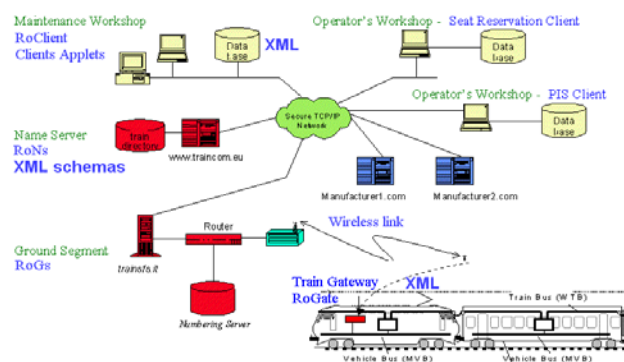 Maintenance Workshop
RoClient
Clients Applets
Data
base
XML
Operator's Workshop - Seat Reservation Client
Data
base
Operator's Workshop - PIS Client
Data
base
Secure TCP/IP
Network
Name Server
RoNs
XML schemas
train
directory
www.traincom.eu
Manufacturer1.com
Manufacturer2.com
Ground Segment
RoGs
Router
Wireless link
Numbering Server
Train Gateway
RoGate
XML
Train Bus (WTB)
Vehicle Bus (MVB)
Vehicle Bus (MVB)